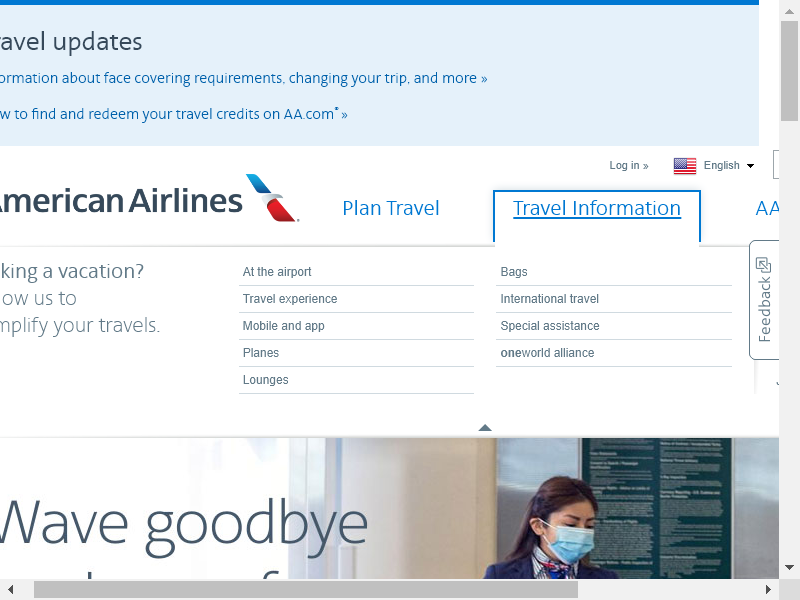 avel updates
ormation about face covering requirements, changing your trip, and more »
w to find and redeem your travel credits on AA.com* »
Log in »
English
American Airlines
Plan Travel
Travel Information
AA
king a vacation?
ow us to
mplify your travels.
At the airport
Travel experience
Mobile and app
Planes
Lounges
Bags
International travel
Special assistance
oneworld alliance
Feedback
Wave goodbye